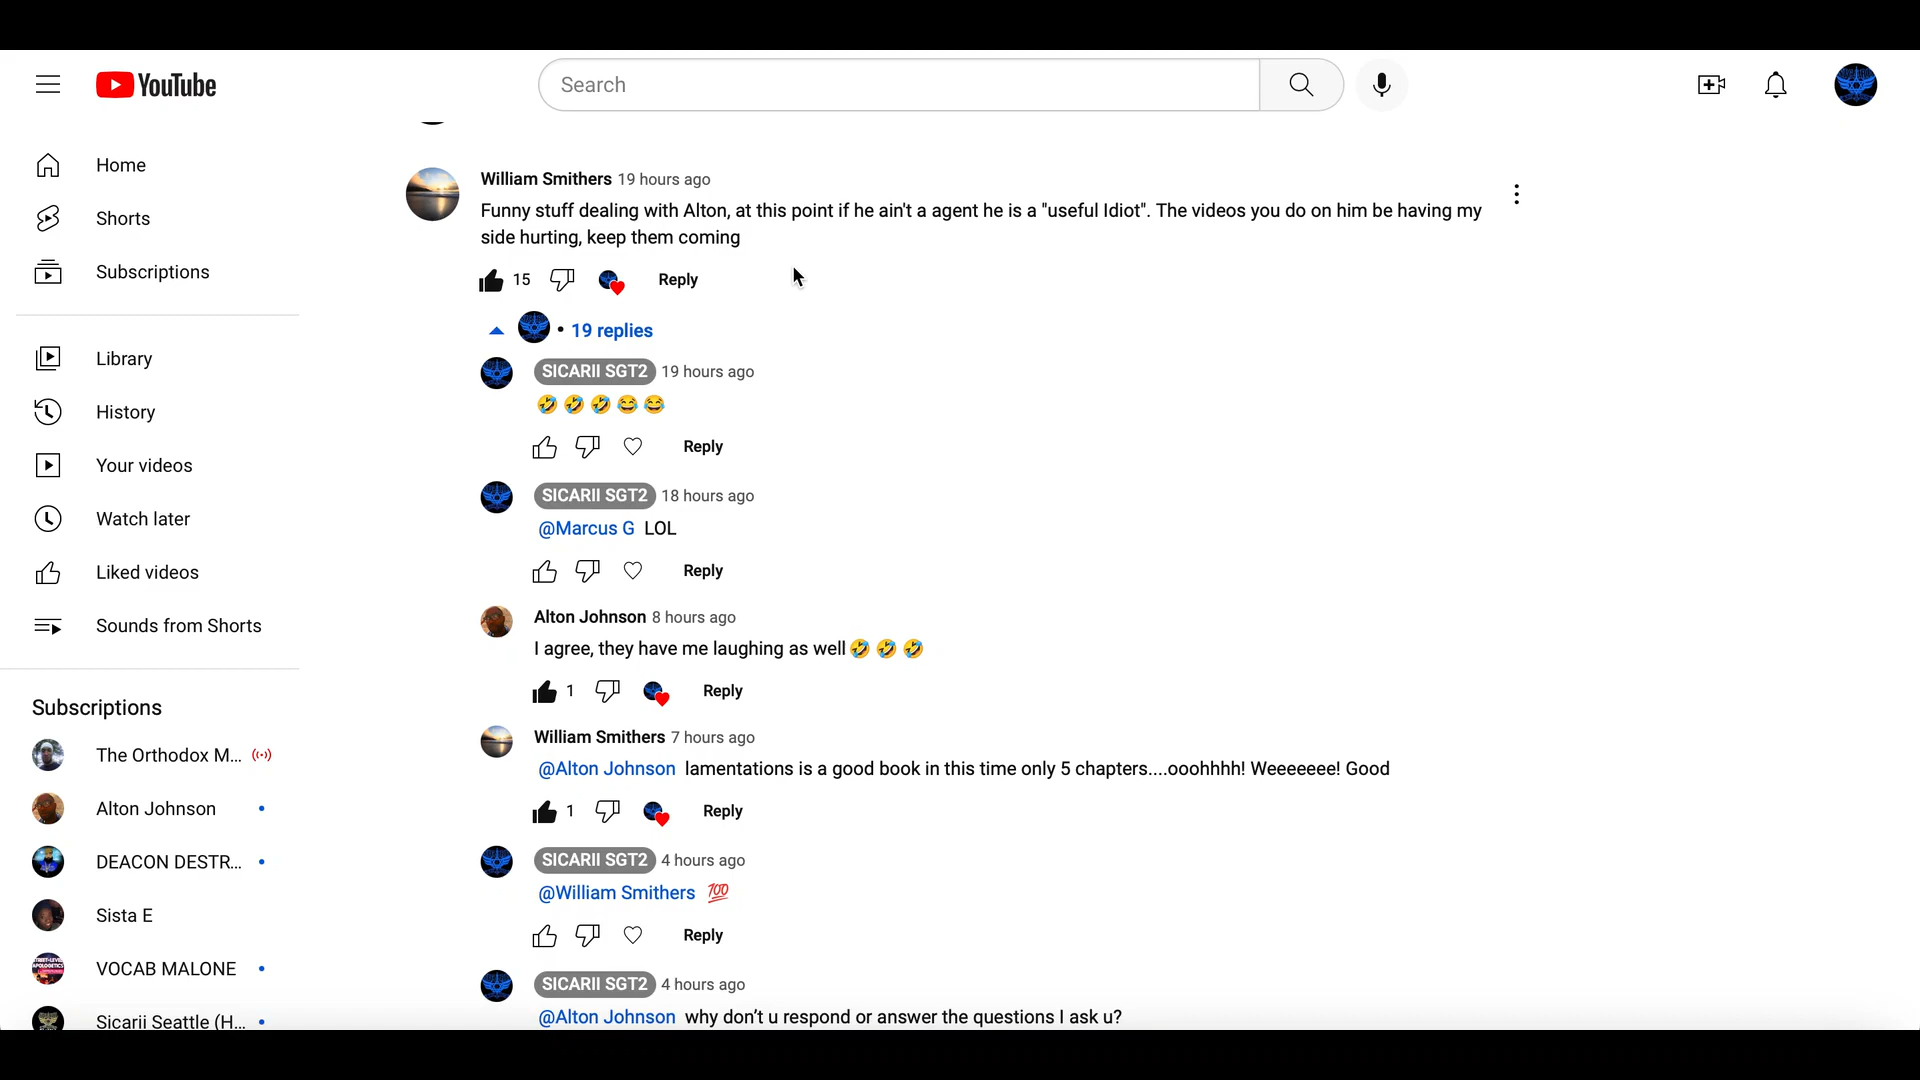 YouTube
Search
Home
Shorts
Subscriptions
Library
History
Your videos
Watch later
Liked videos
Sounds from Shorts
Subscriptions
The Orthodox M...
Alton Johnson
DEACON DESTR...
Sista E
VOCAB MALONE
Sicarii Seattle (H...
William Smithers 19 hours ago
Funny stuff dealing with Alton, at this point if he ain't a agent he is a "useful Idiot". The videos you do on him be having my
side hurting, keep them coming
15 Reply
• 19 replies
SICARII SGT2 19 hours ago
🤣🤣🤣😂😂
Reply
SICARII SGT2 18 hours ago
@Marcus G LOL
Reply
Alton Johnson 8 hours ago
I agree, they have me laughing as well🤣🤣🤣
1 Reply
William Smithers 7 hours ago
@Alton Johnson lamentations is a good book in this time only 5 chapters....ooohhhh! Weeeeeee! Good
1 Reply
SICARII SGT2 4 hours ago
@William Smithers 💯
Reply
SICARII SGT2 4 hours ago
@Alton Johnson why don't u respond or answer the questions I ask u?